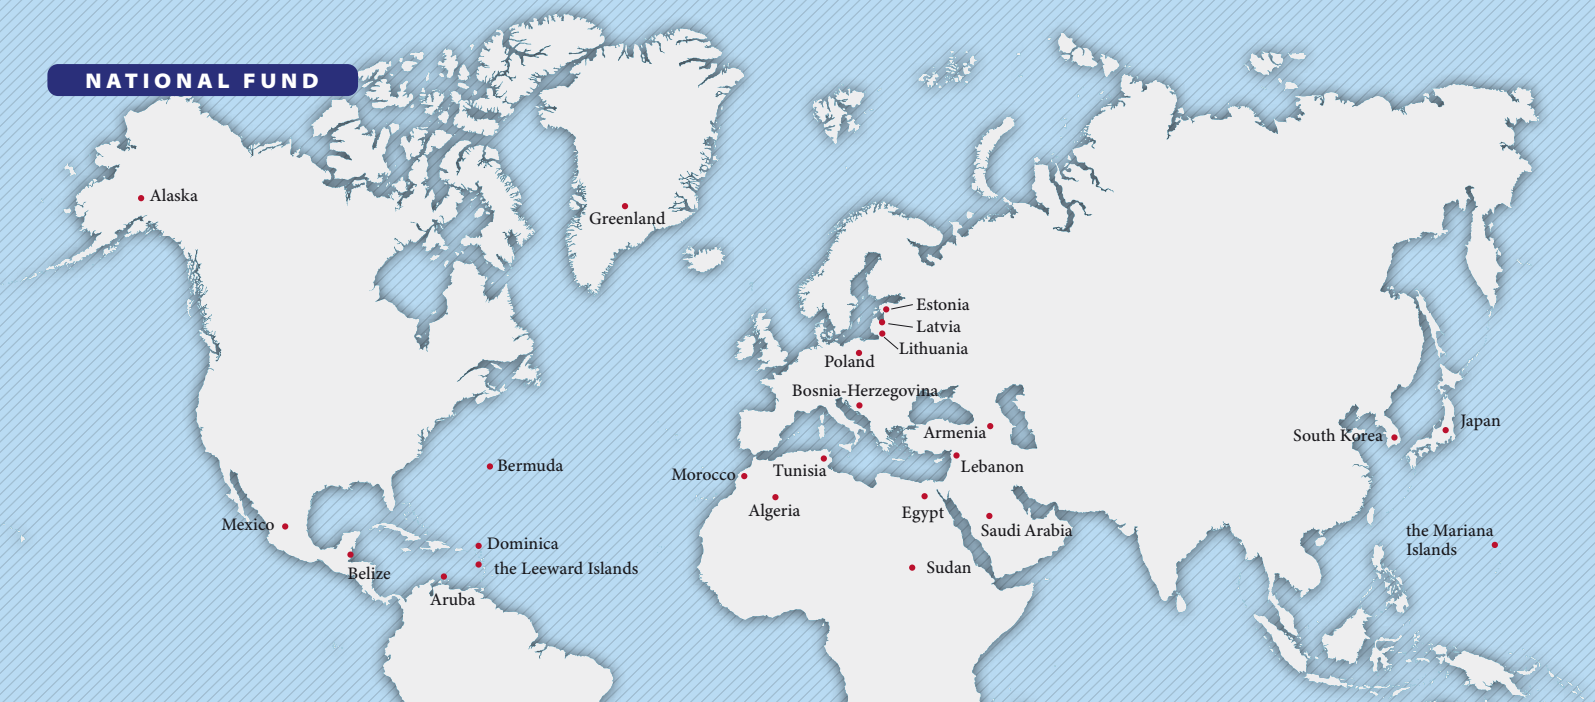 NATIONAL FUND
Alaska
Greenland
Estonia
Latvia
Lithuania
Poland
Bosnia-Herzegovina
Armenia
Japan
South Korea
Bermuda
Lebanon
Morocco
Tunisia
Algeria
Egypt
Mexico
Saudi Arabia
the Mariana
Islands
Dominica
the Leeward Islands
Sudan
Belize
Aruba